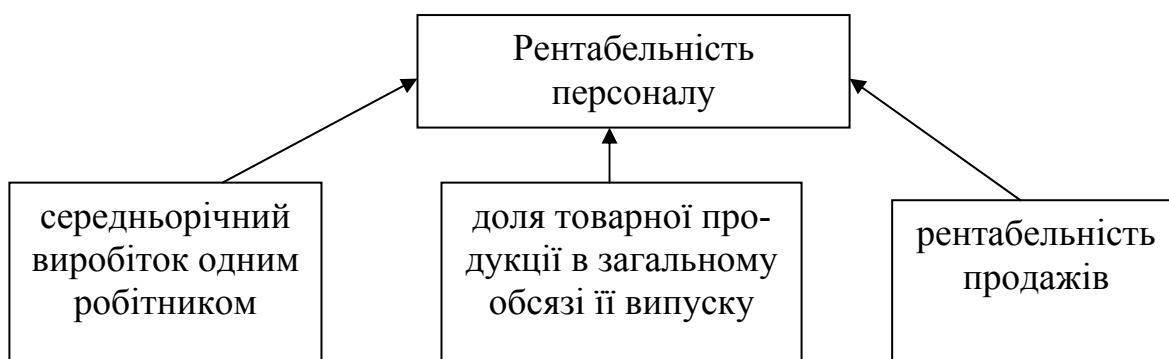 Рентабельність
персоналу
середньорічний
виробіток одним
робітником
доля товарної про-
дукції в загальному
обсязі її випуску
рентабельність
продажів